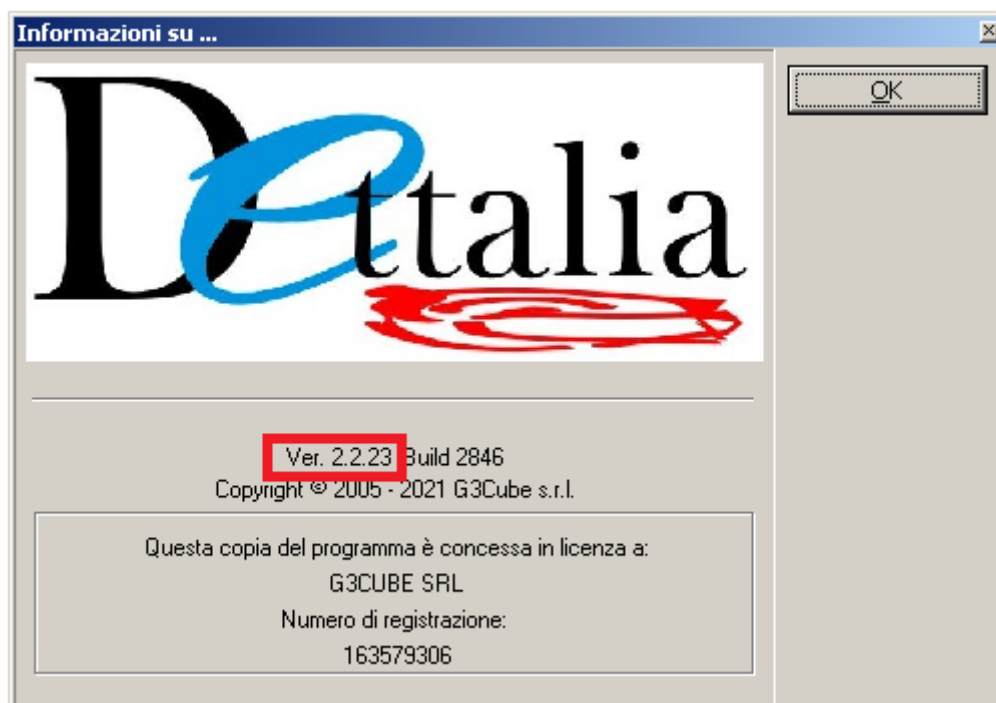 Informazioni su ...
OK
Dettalia
Ver. 2.2.23 Build 2846
Copyright © 2005 - 2021 G3Cube s.r.l.
Questa copia del programma è concessa in licenza a:
G3CUBE SRL
Numero di registrazione:
163579306